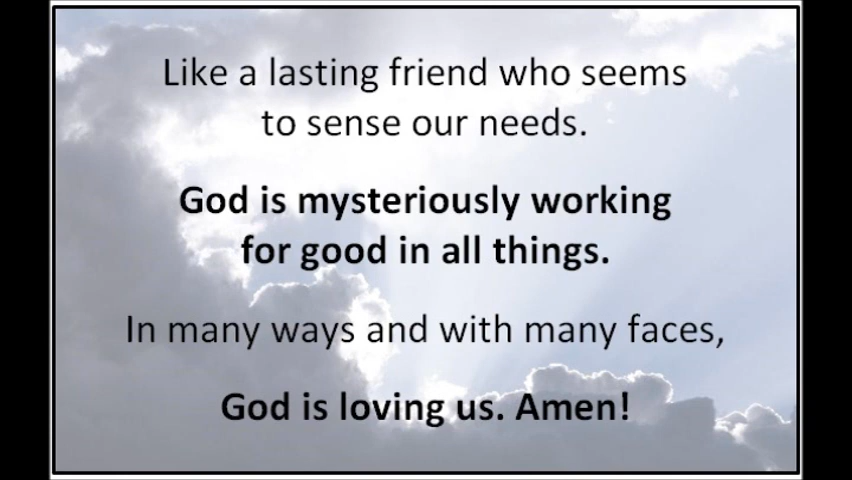 Like a lasting friend who seems
to sense our needs.
God is mysteriously working
for good in all things.
In many ways and with many faces,
God is loving us. Amen!